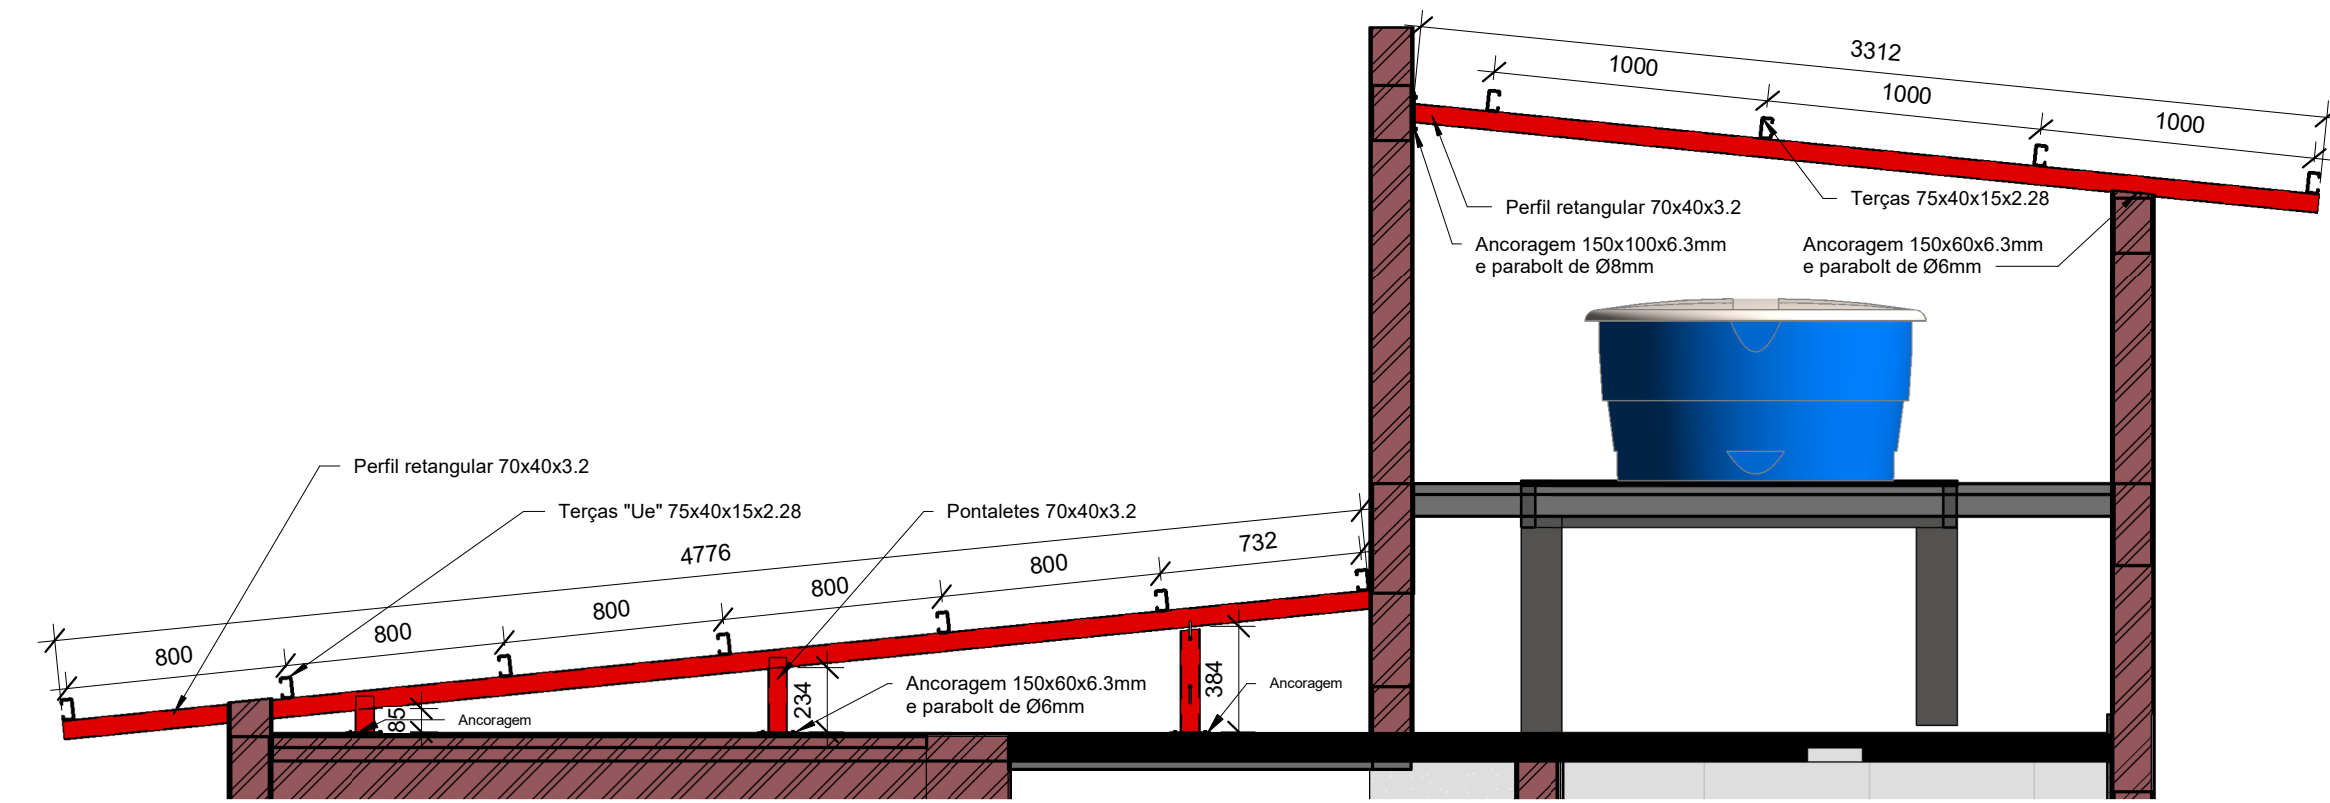 3312
1000
1000
1000
Perfil retangular 70x40x3.2
Terças 75x40x15x2.28
Ancoragem 150x100x6.3mm
e parabolt de Ø8mm
Ancoragem 150x60x6.3mm
e parabolt de Ø6mm
Perfil retangular 70x40x3.2
Terças "Ue" 75x40x15x2.28
Pontaletes 70x40x3.2
4776
732
800
800
800
800
800
Ancoragem 150x60x6.3mm
e parabolt de Ø6mm
384
Ancoragem
234
85
Ancoragem